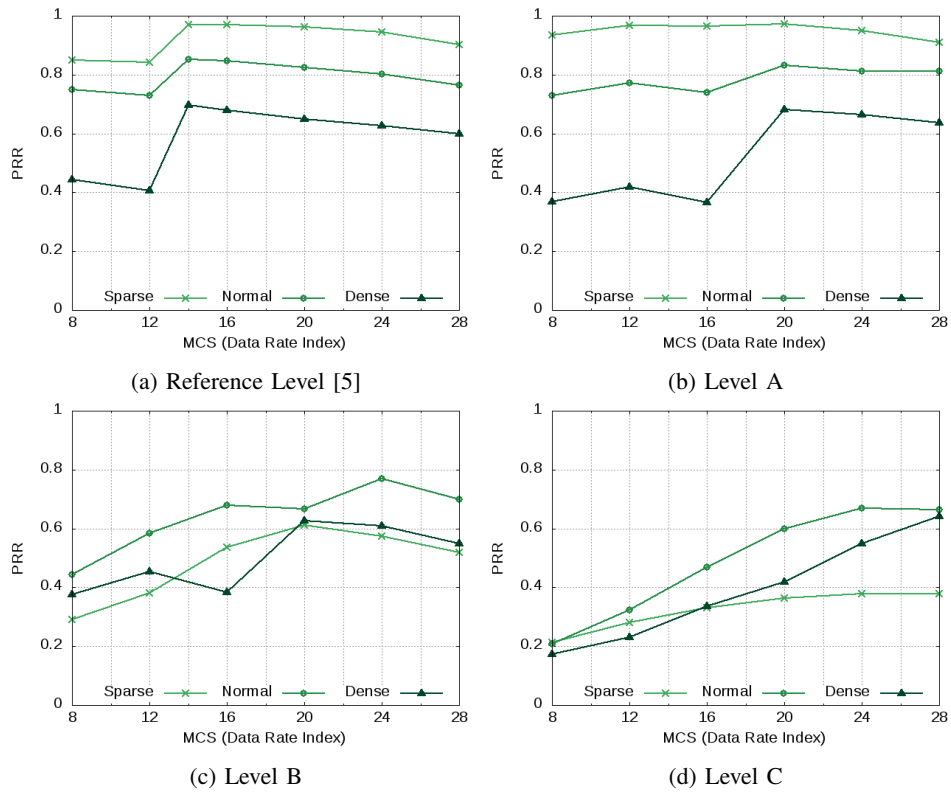 1
0.8
0.6
0.4
0.2
0
PRR
Sparse Normal Dense
8 12 16 20 24 28
MCS (Data Rate Index)
(a) Reference Level [5]
1
0.8
0.6
0.4
0.2
0
PRR
Sparse Normal Dense
8 12 16 20 24 28
MCS (Data Rate Index)
(b) Level A
1
0.8
0.6
0.4
0.2
0
PRR
Sparse Normal Dense
8 12 16 20 24 28
MCS (Data Rate Index)
(c) Level B
1
0.8
0.6
0.4
0.2
0
PRR
Sparse Normal Dense
8 12 16 20 24 28
MCS (Data Rate Index)
(d) Level C